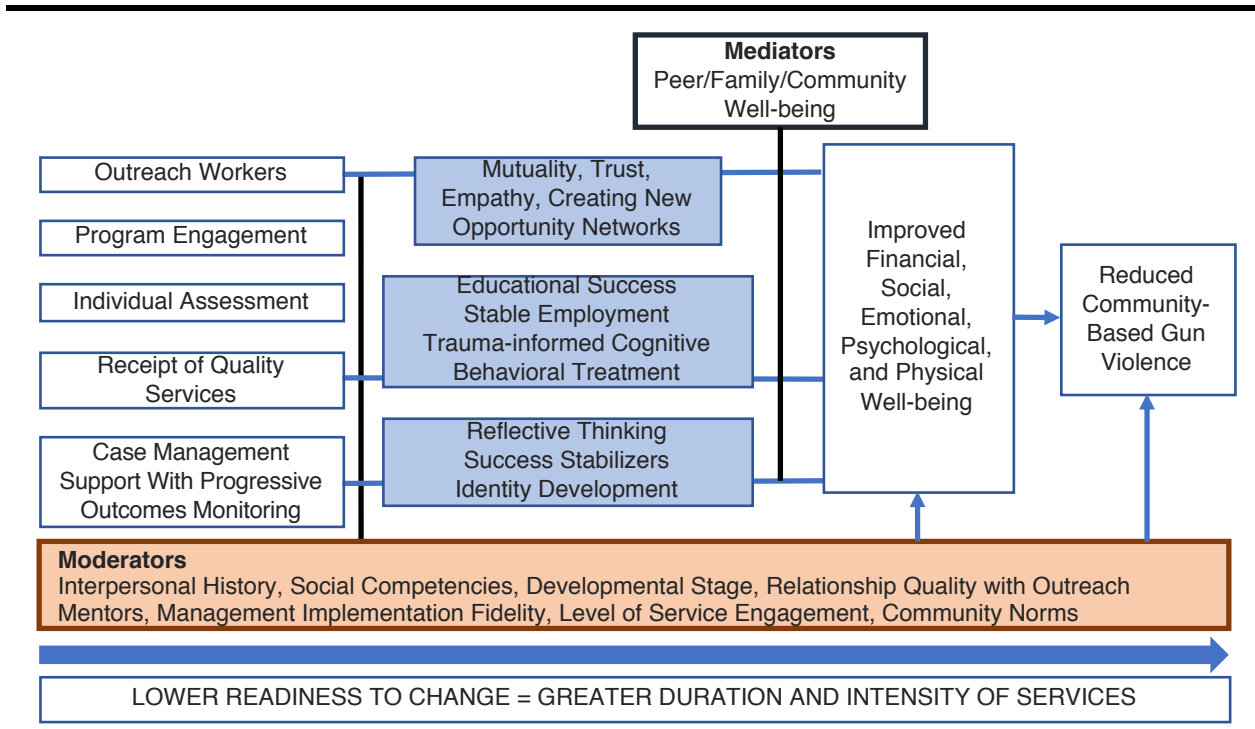 Mediators
Peer/Family/Community
Well-being
Outreach Workers
Program Engagement
Individual Assessment
Receipt of Quality
Services
Case Management
Support With Progressive
Outcomes Monitoring
Mutuality, Trust,
Empathy, Creating New
Opportunity Networks
Educational Success
Stable Employment
Trauma-informed Cognitive
Behavioral Treatment
Reflective Thinking
Success Stabilizers
Identity Development
Improved
Financial,
Social,
Emotional,
Psychological,
and Physical
Well-being
Reduced
Community-
Based Gun
Violence
Moderators
Interpersonal History, Social Competencies, Developmental Stage, Relationship Quality with Outreach
Mentors, Management Implementation Fidelity, Level of Service Engagement, Community Norms
LOWER READINESS TO CHANGE = GREATER DURATION AND INTENSITY OF SERVICES